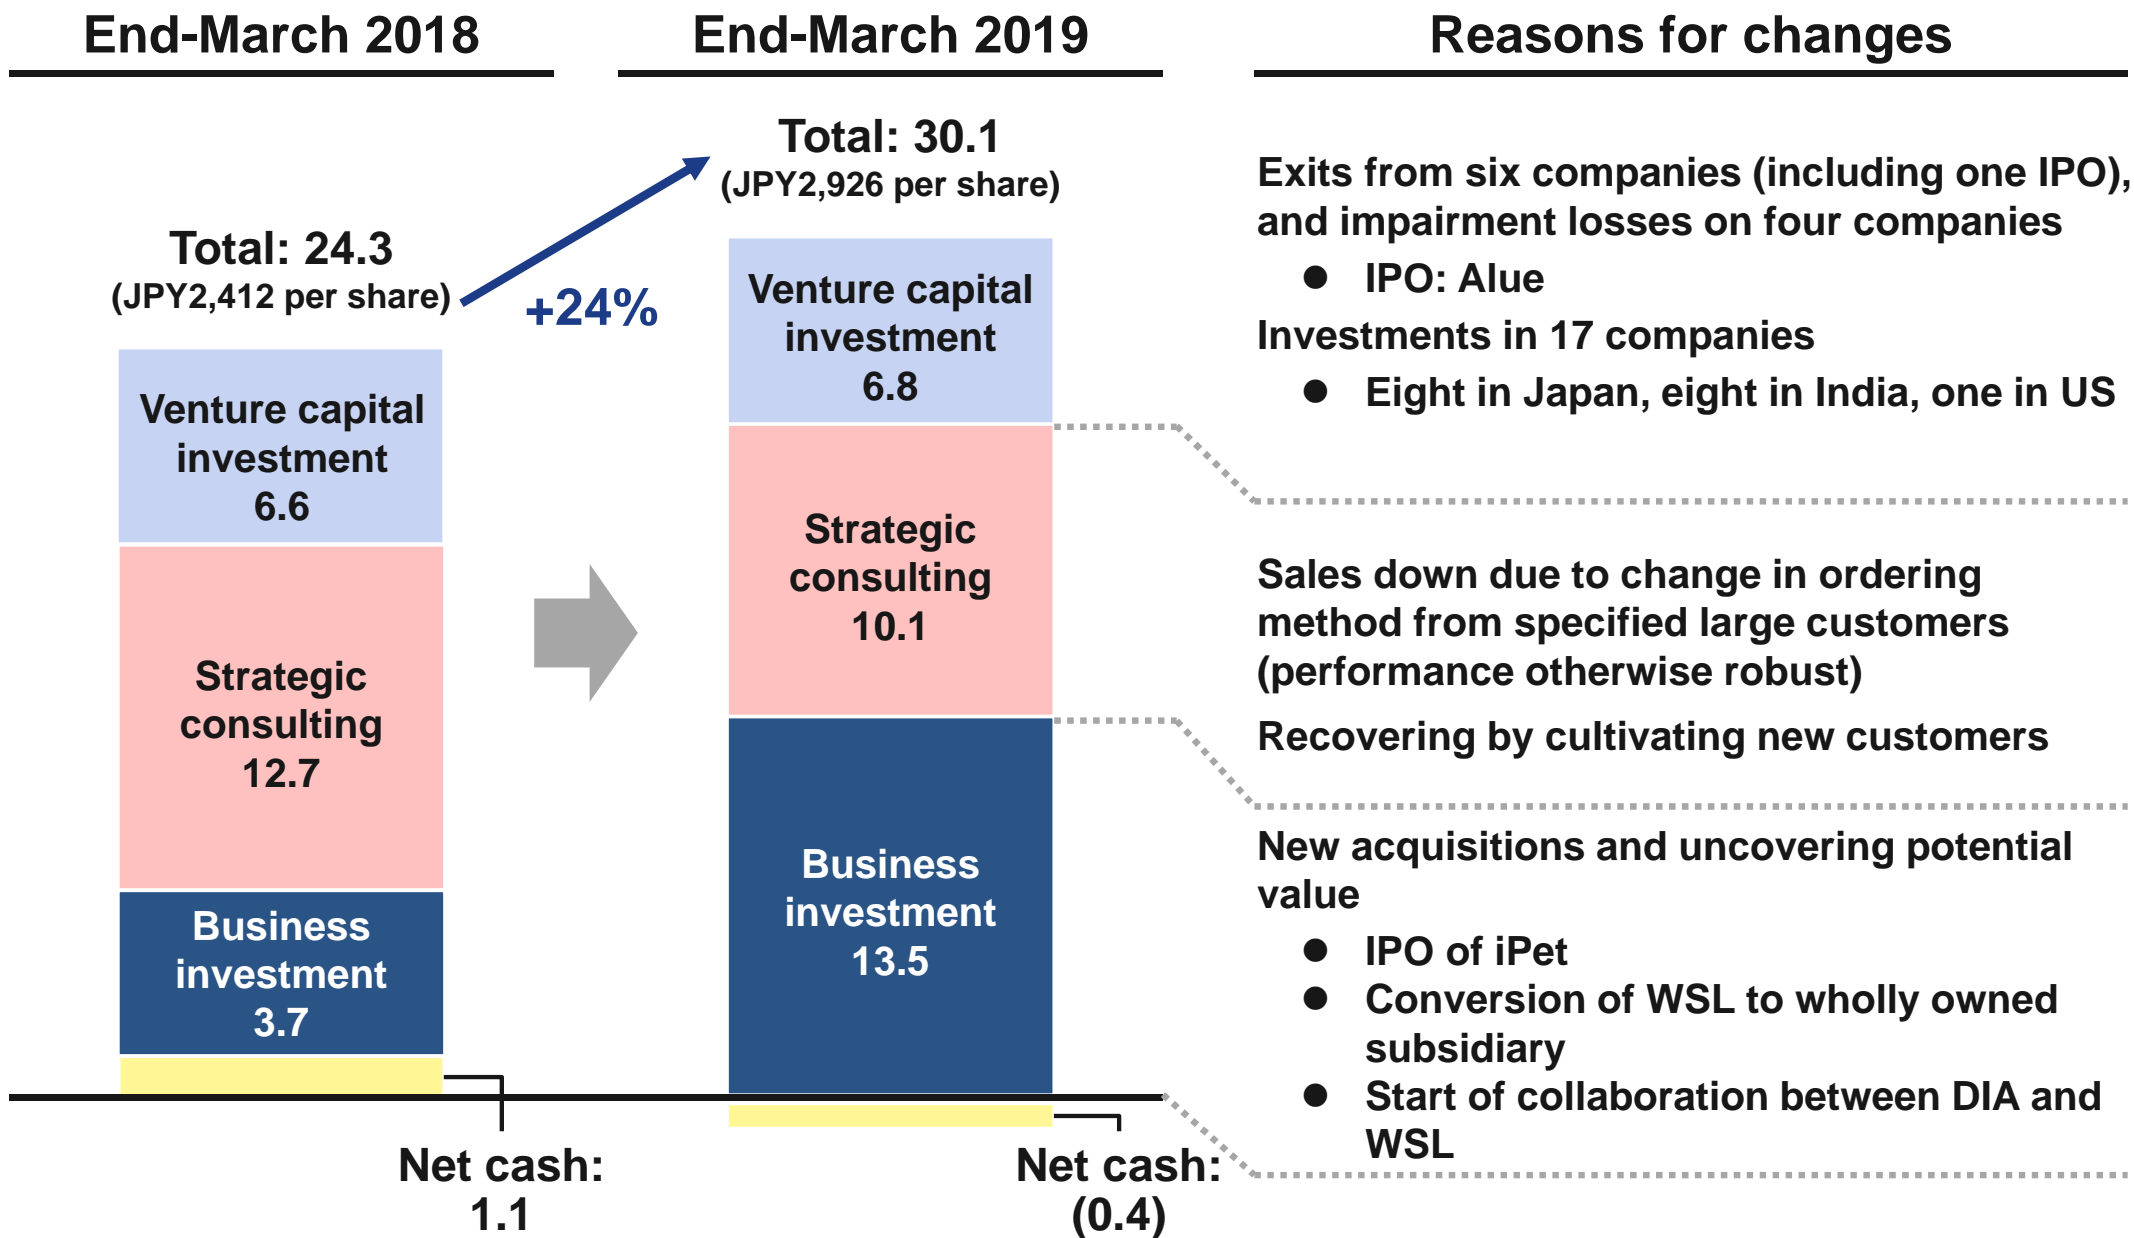 End-March 2018
End-March 2019
Reasons for changes
Total: 24.3
(JPY2,412 per share)
Venture capital
investment
6.6
Strategic
consulting
12.7
Business
investment
3.7
Net cash:
1.1
+24%
Total: 30.1
(JPY2,926 per share)
Venture capital
investment
6.8
Strategic
consulting
10.1
Business
investment
13.5
Net cash:
(0.4)
Exits from six companies (including one IPO),
and impairment losses on four companies
● IPO: Alue
Investments in 17 companies
● Eight in Japan, eight in India, one in US
Sales down due to change in ordering
method from specified large customers
(performance otherwise robust)
Recovering by cultivating new customers
New acquisitions and uncovering potential
value
● IPO of iPet
● Conversion of WSL to wholly owned
subsidiary
● Start of collaboration between DIA and
WSL